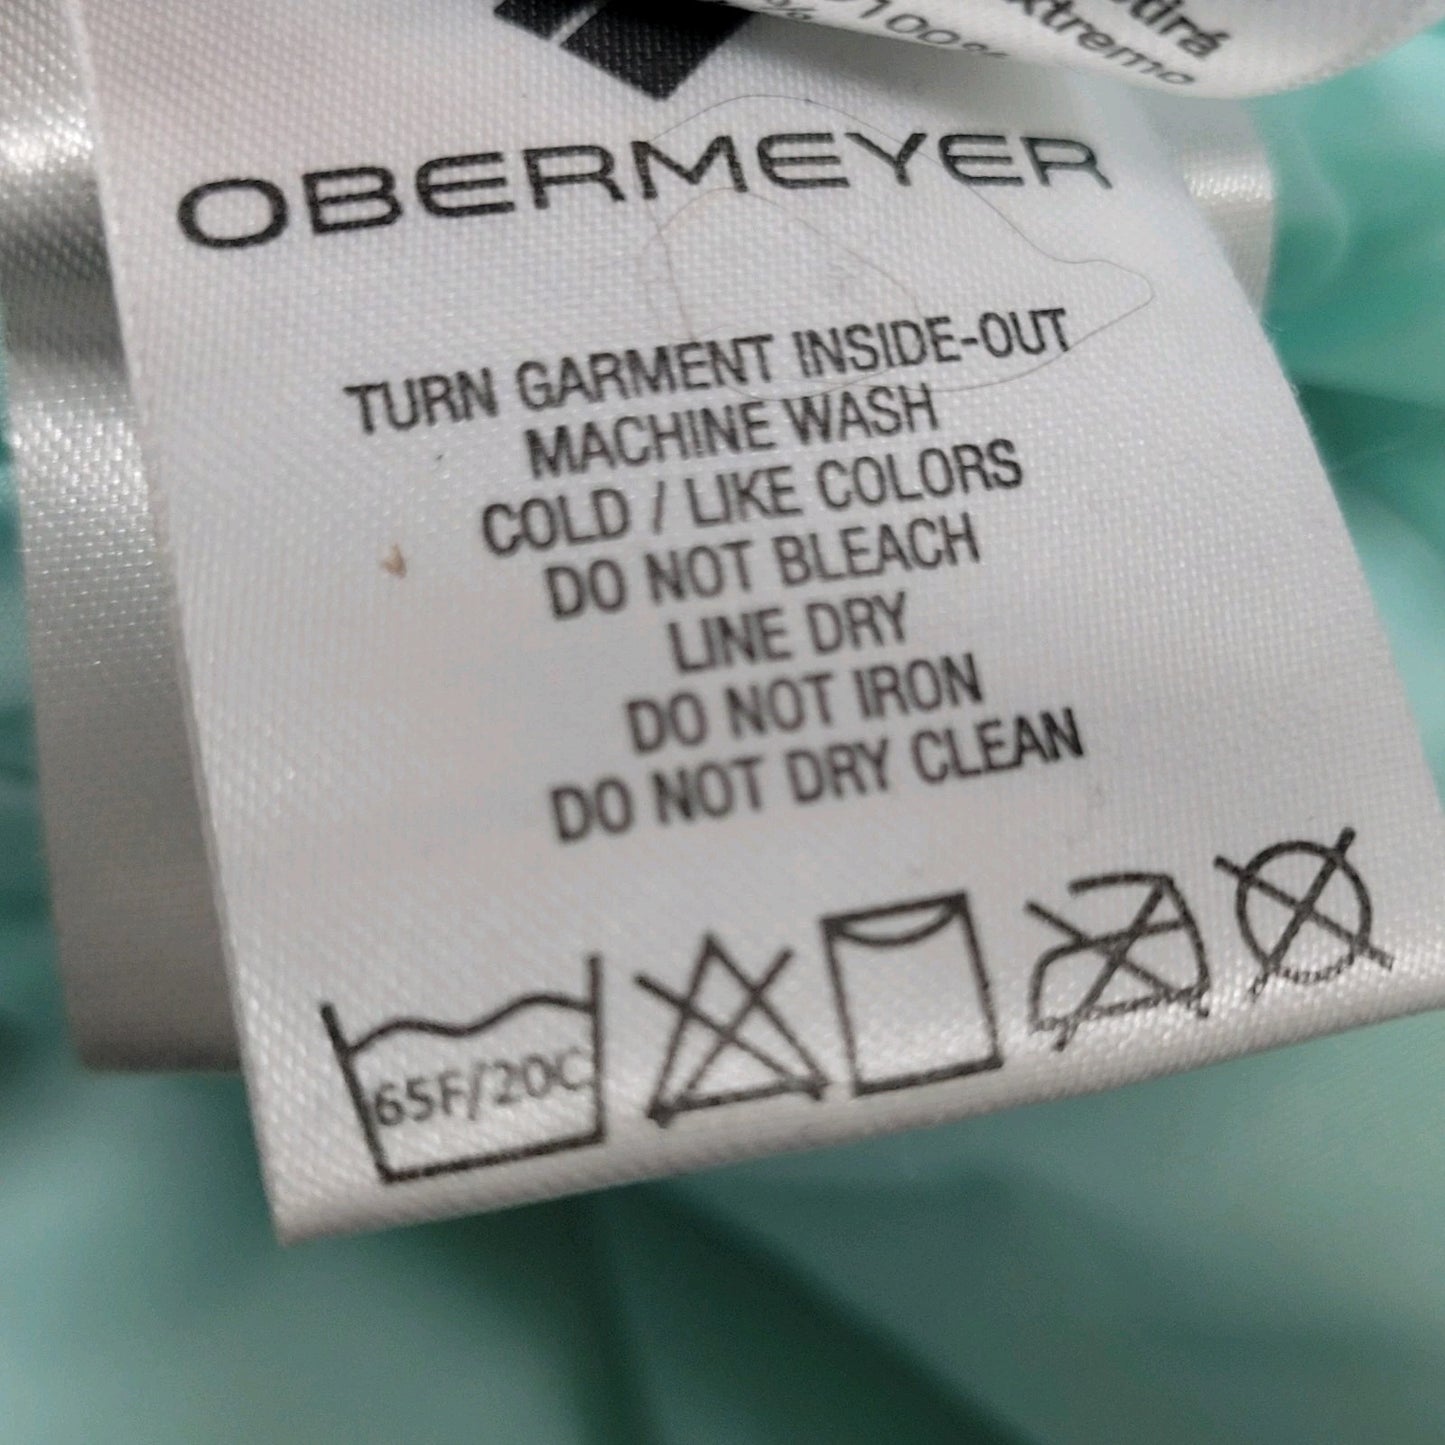 100%
OBERMEYER
TURN GARMENT INSIDE-OUT
MACHINE WASH
COLD / LIKE COLORS
DO NOT BLEACH
LINE DRY
DO NOT IRON
DO NOT DRY CLEAN
65F/20C